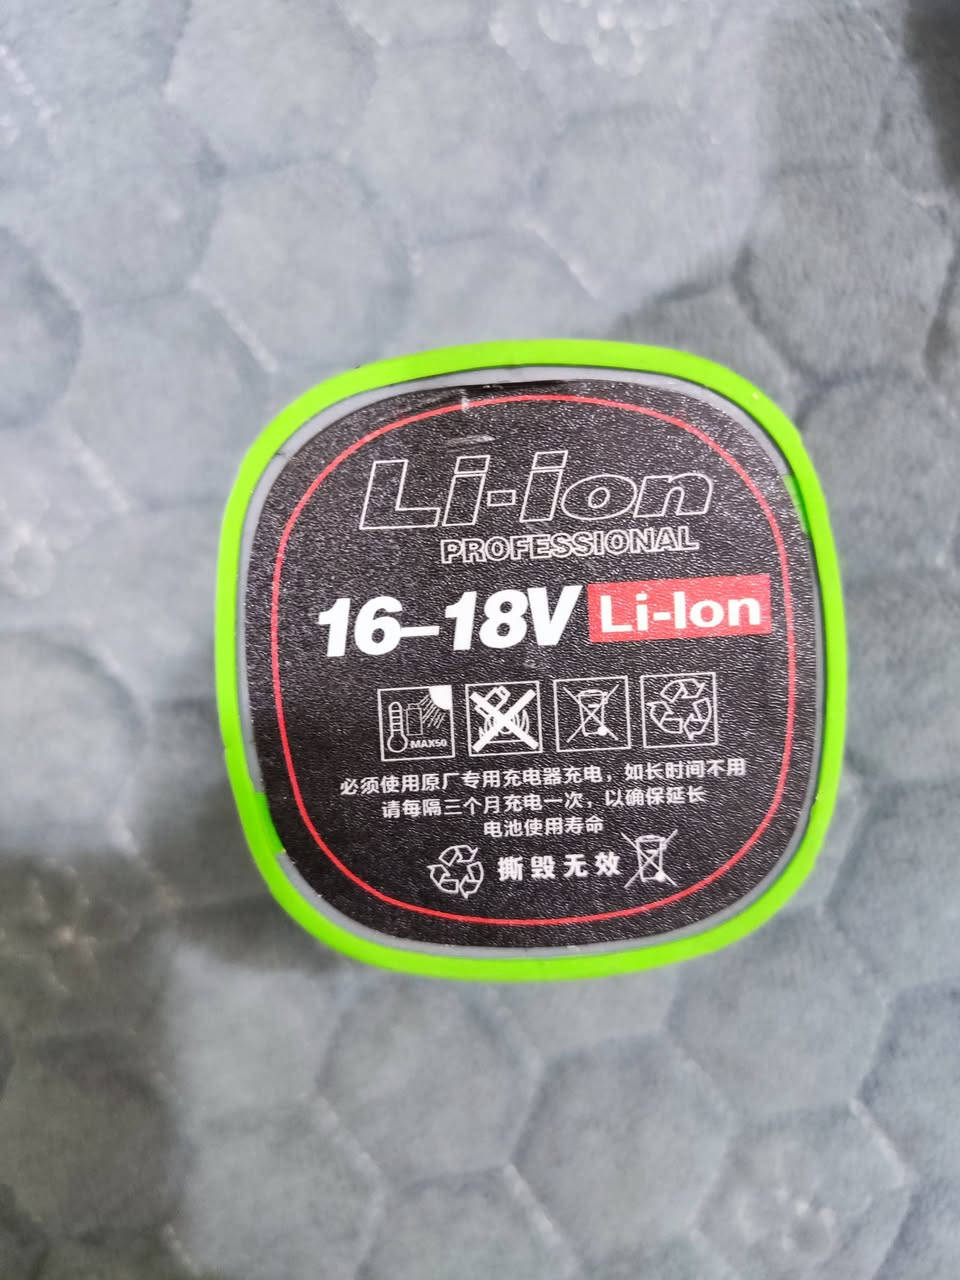 Li-ion
PROFESSIONAL
16-18V Li-Ion
MAX50
必须使用原厂专用充电器充电，如长时间不用
请每隔三个月充电一次，以确保延长
电池使用寿命
撕毁无效